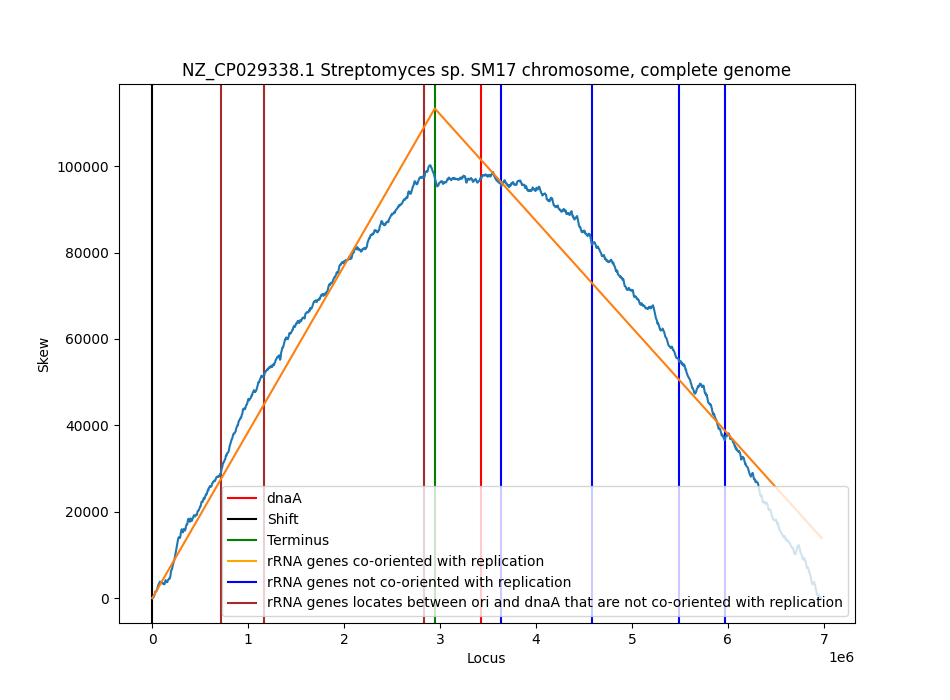 NZ_CP029338.1 Streptomyces sp. SM17 chromosome, complete genome
100000
80000
60000
40000
20000
0
Skew
dnaA
Shift
Terminus
rRNA genes co-oriented with replication
rRNA genes not co-oriented with replication
rRNA genes locates between ori and dnaA that are not co-oriented with replication
0 1 2 3 4 5 6 7
1e6
Locus